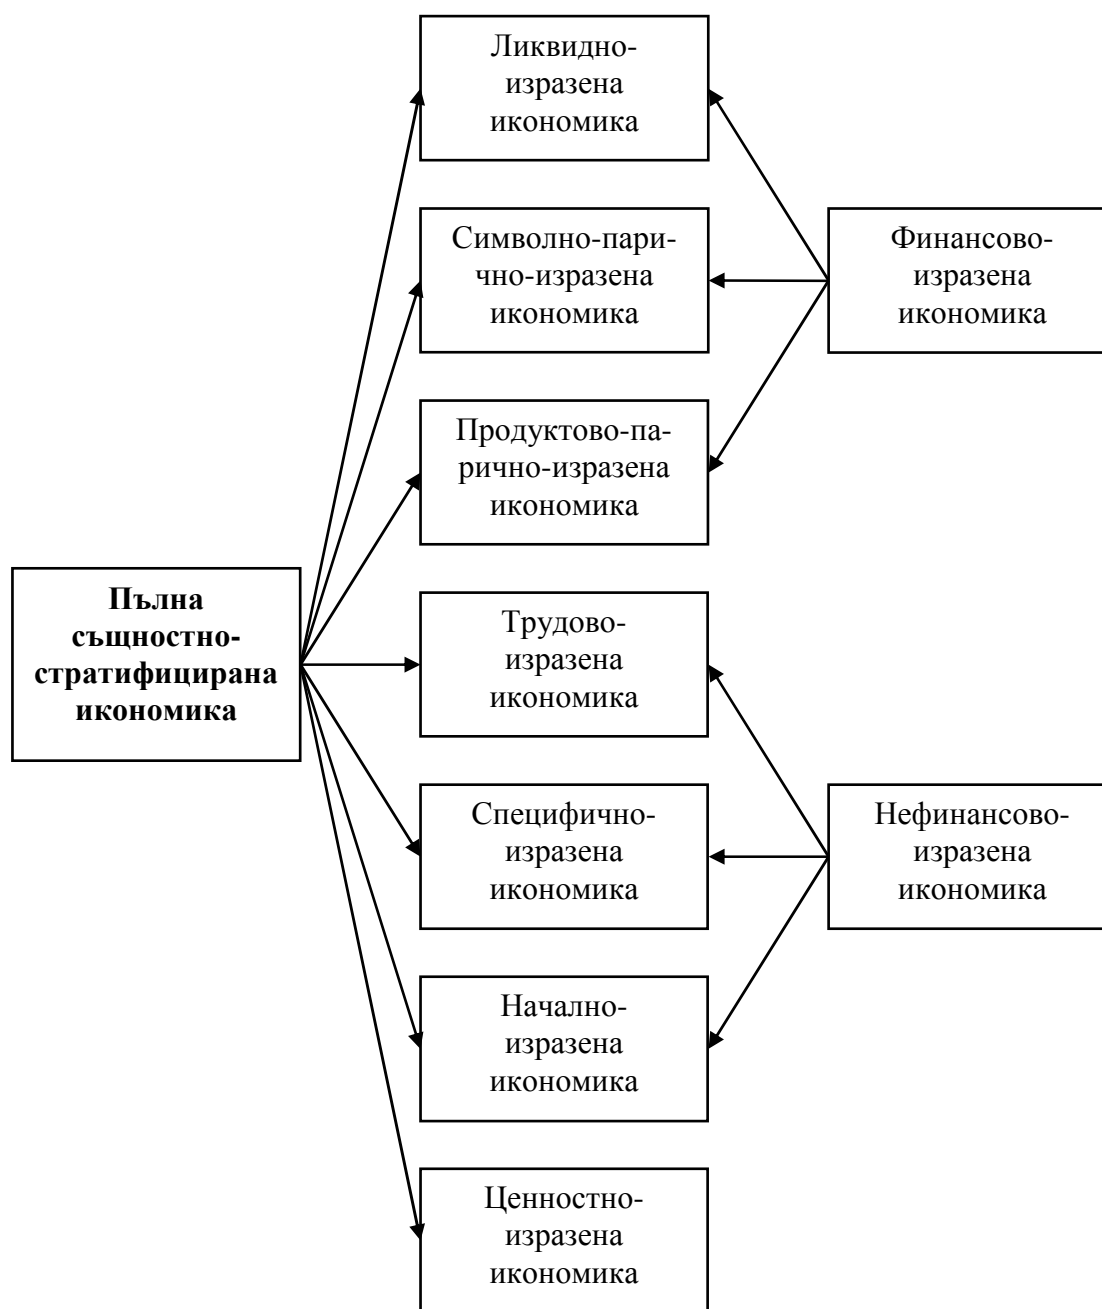 Ликвидно-
изразена
икономика
Символно-пари-
чно-изразена
икономика
Финансово-
изразена
икономика
Продуктово-па-
рично-изразена
икономика
Пълна
същностно-
стратифицирана
икономика
Трудово-
изразена
икономика
Специфично-
изразена
икономика
Нефинансово-
изразена
икономика
Начално-
изразена
икономика
Ценностно-
изразена
икономика